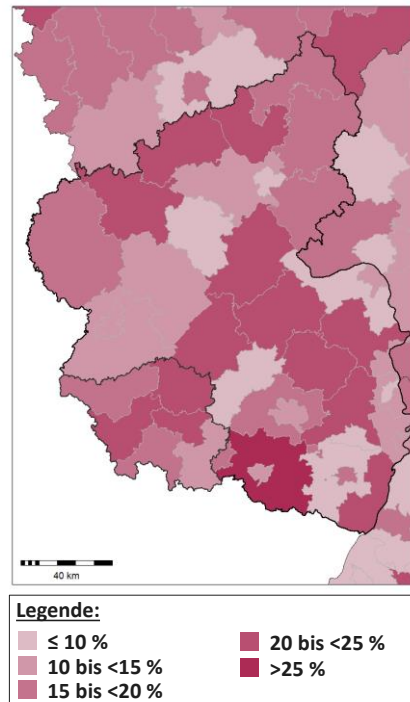 40 km
Legende:
≤ 10 %
10 bis <15 %
15 bis <20 %
20 bis <25 %
>25 %